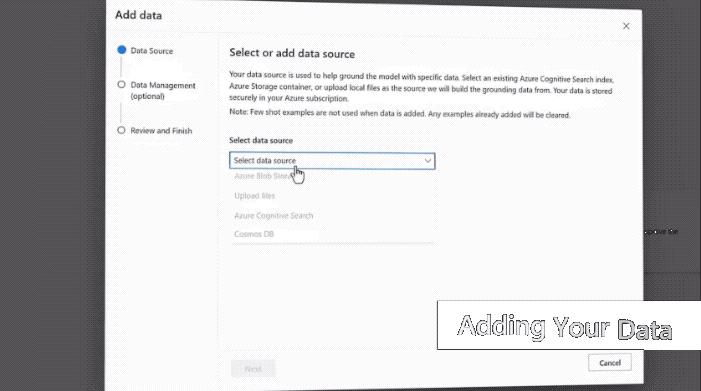 Add data
Data Source
Data Management
(optional)
Review and Finish
Select or add data source
Your data source is used to help ground the model with specific data. Select an existing Azure Cognitive Search index,
Azure Storage container, or upload local files as the source we will build the grounding data from. Your data is stored
securely in your Azure subscription.
Note: Few shot examples are not used when data is added. Any examples already added will be cleared.
Select data source
Select data source
Azure Blob
Upload files
Azure Cognitive Search
Cosmos DB
Adding Your Data
Next
Cancel